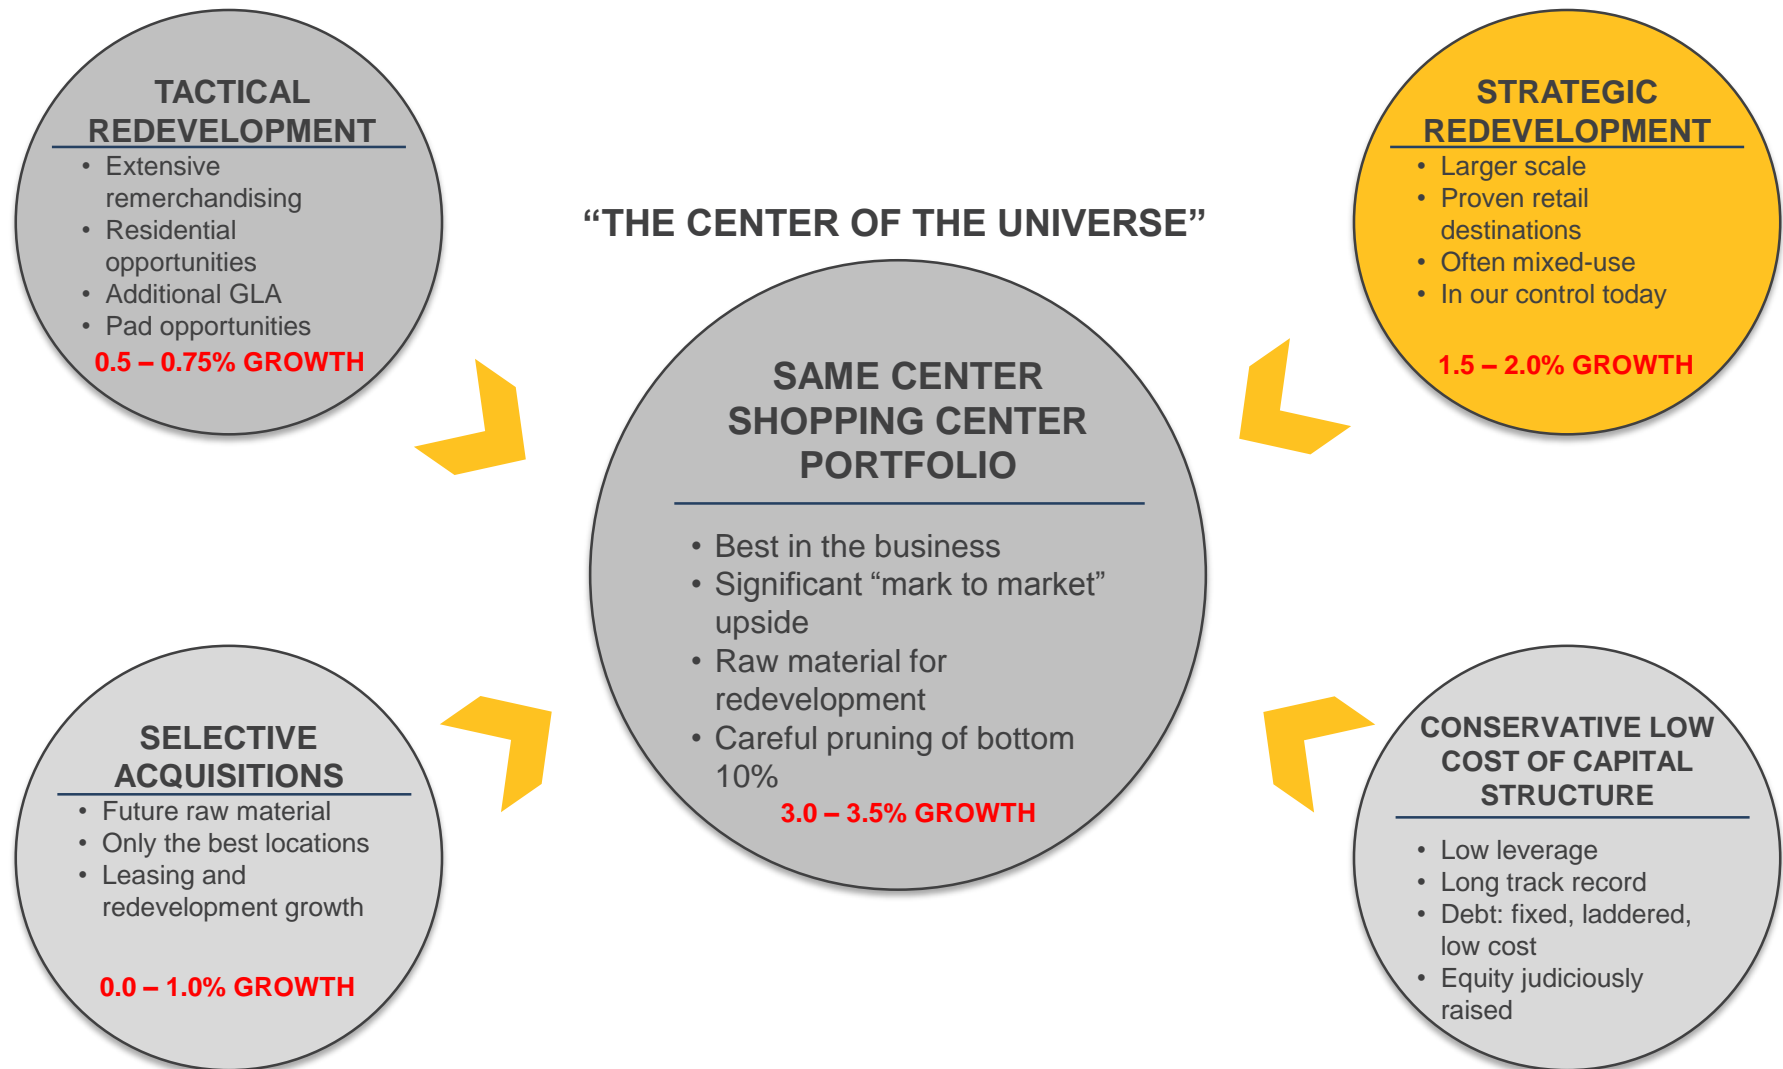 TACTICAL
REDEVELOPMENT
• Extensive
remerchandising
• Residential
opportunities
• Additional GLA
• Pad opportunities
0.5 – 0.75% GROWTH
STRATEGIC
REDEVELOPMENT
• Larger scale
• Proven retail
destinations
• Often mixed-use
• In our control today
1.5 – 2.0% GROWTH
“THE CENTER OF THE UNIVERSE”
SAME CENTER
SHOPPING CENTER
PORTFOLIO
• Best in the business
• Significant “mark to market”
upside
• Raw material for
redevelopment
• Careful pruning of bottom
10%
3.0 – 3.5% GROWTH
SELECTIVE
ACQUISITIONS
• Future raw material
• Only the best locations
• Leasing and
redevelopment growth
0.0 – 1.0% GROWTH
CONSERVATIVE LOW
COST OF CAPITAL
STRUCTURE
• Low leverage
• Long track record
• Debt: fixed, laddered,
low cost
• Equity judiciously
raised